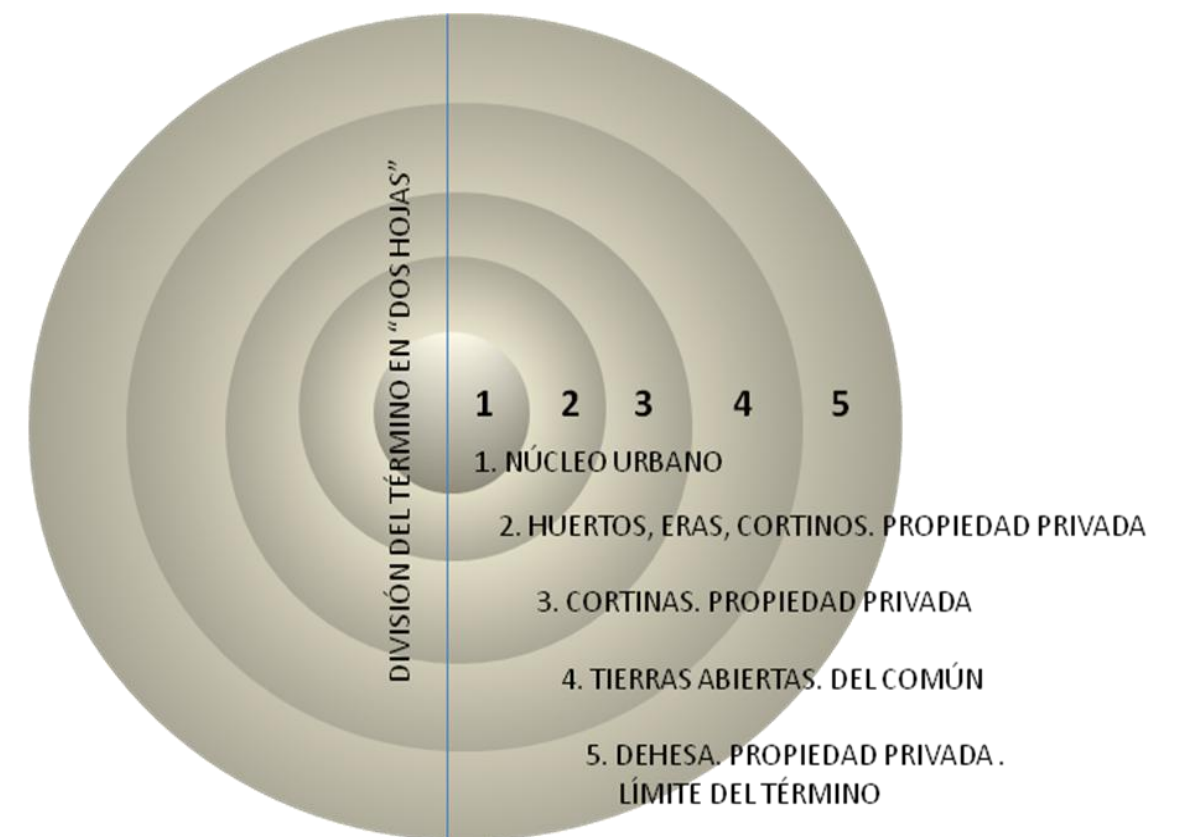 DIVISIÓN DEL TÉRMINO EN “DOS HOJAS”
1 2 3 4 5
1. NÚCLEO URBANO
2. HUERTOS, ERAS, CORTINOS. PROPIEDAD PRIVADA
3. CORTINAS. PROPIEDAD PRIVADA
4. TIERRAS ABIERTAS. DEL COMÚN
5. DEHESA. PROPIEDAD PRIVADA .
LÍMITE DEL TÉRMINO